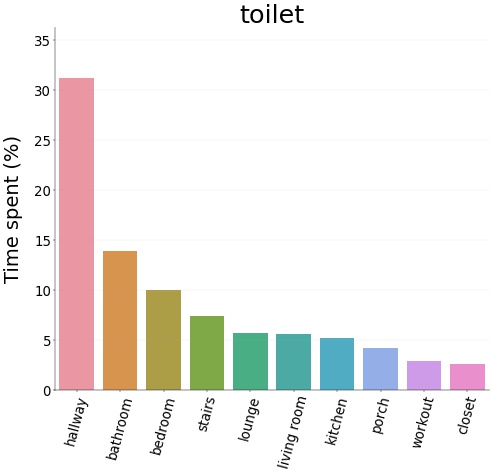 toilet
Time spent (%)
35
30
25
20
15
10
5
0
hallway
bathroom
bedroom
stairs
lounge
living room
kitchen
porch
workout
closet